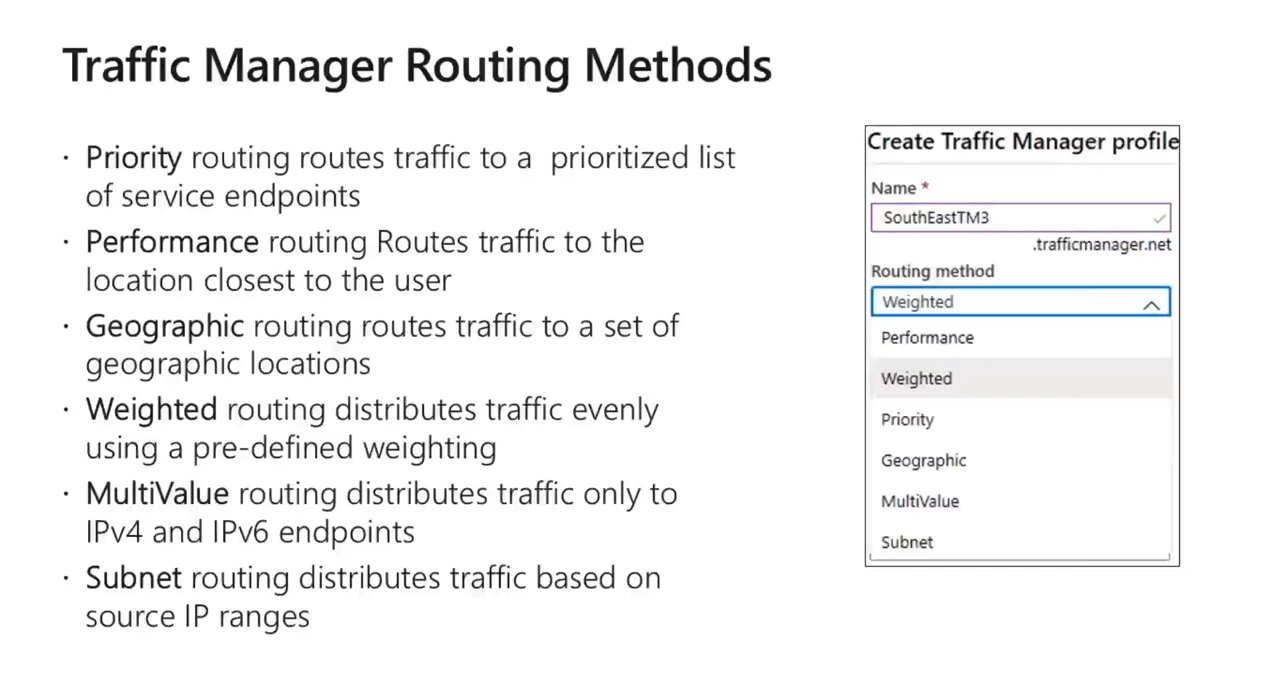 Traffic Manager Routing Methods
· Priority routing routes traffic to a  prioritized list
of service endpoints
· Performance routing Routes traffic to the
location closest to the user
· Geographic routing routes traffic to a set of
geographic locations
· Weighted routing distributes traffic evenly
using a pre-defined weighting
· MultiValue routing distributes traffic only to
IPv4 and IPv6 endpoints
· Subnet routing distributes traffic based on
source IP ranges
Create Traffic Manager profile
Name *
SouthEastTM3
.trafficmanager.net
Routing method
Weighted
Performance
Weighted
Priority
Geographic
MultiValue
Subnet